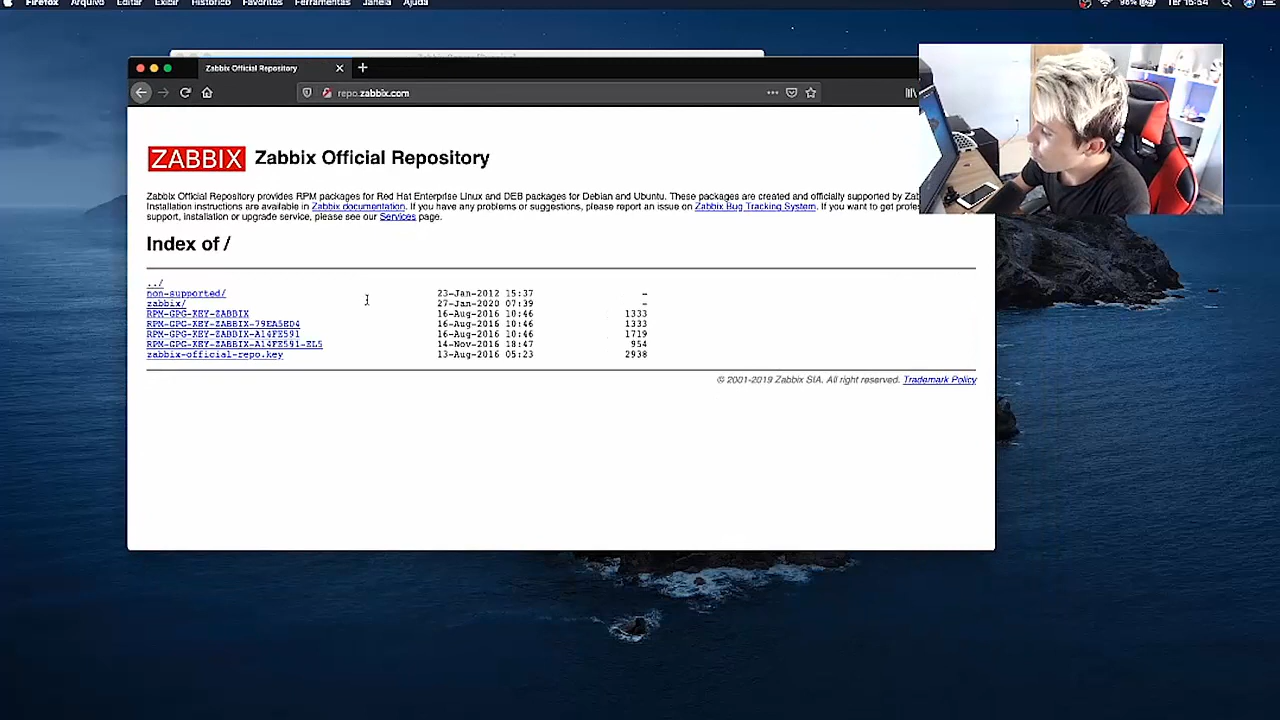 Firefox Arquivo Editar Exibir Histórico Favoritos Ferramentas Janela Ajuda
98%
Ter 15:54
Zabbix Official Repository
repo.zabbix.com
ZABBIX Zabbix Official Repository
Zabbix Official Repository provides RPM packages for Red Hat Enterprise Linux and DEB packages for Debian and Ubuntu. These packages are created and officially supported by Zab
Installation instructions are available in Zabbix documentation. If you have any problems or suggestions, please report an issue on Zabbix Bug Tracking System. If you want to get profes
support, installation or upgrade service, please see our Services page.
Index of /
../
non-supported/ 23-Jan-2012 15:37 -
zabbix/ 27-Jan-2020 07:39 -
RPM-GPG-KEY-ZABBIX 16-Aug-2016 10:46 1333
RPM-GPG-KEY-ZABBIX-79EA5ED4 16-Aug-2016 10:46 1333
RPM-GPG-KEY-ZABBIX-A14FE591 16-Aug-2016 10:46 1719
RPM-GPG-KEY-ZABBIX-A14FE591-EL5 14-Nov-2016 18:47 954
zabbix-official-repo.key 13-Aug-2016 05:23 2938
© 2001-2019 Zabbix SIA. All right reserved. Trademark Policy